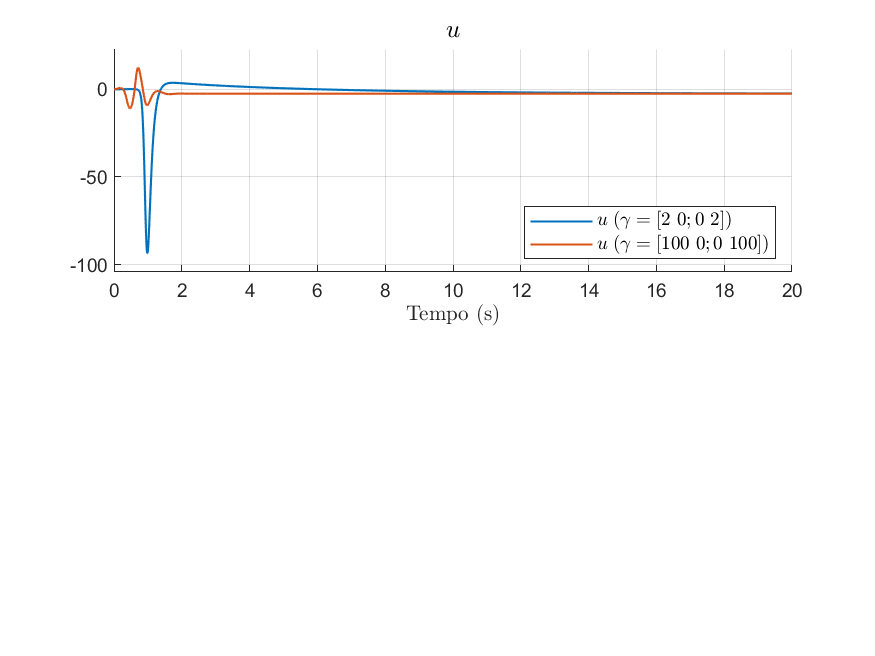 u
0
-50
-100
0 2 4 6 8 10 12 14 16 18 20
Tempo (s)
u (γ = [2 0; 0 2])
u (γ = [100 0; 0 100])